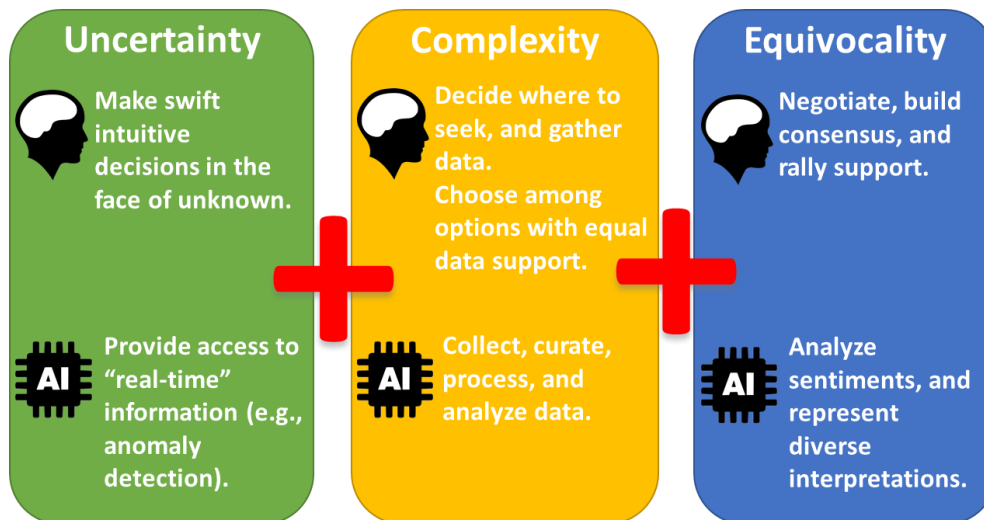 Uncertainty
Make swift
intuitive
decisions in the
face of unknown.
AI
Provide access to
“real-time”
information (e.g.,
anomaly
detection).
Complexity
Decide where to
seek, and gather
data.
Choose among
options with equal
data support.
AI
Collect, curate,
process, and
analyze data.
Equivocality
Negotiate, build
consensus, and
rally support.
AI
Analyze
sentiments, and
represent
diverse
interpretations.